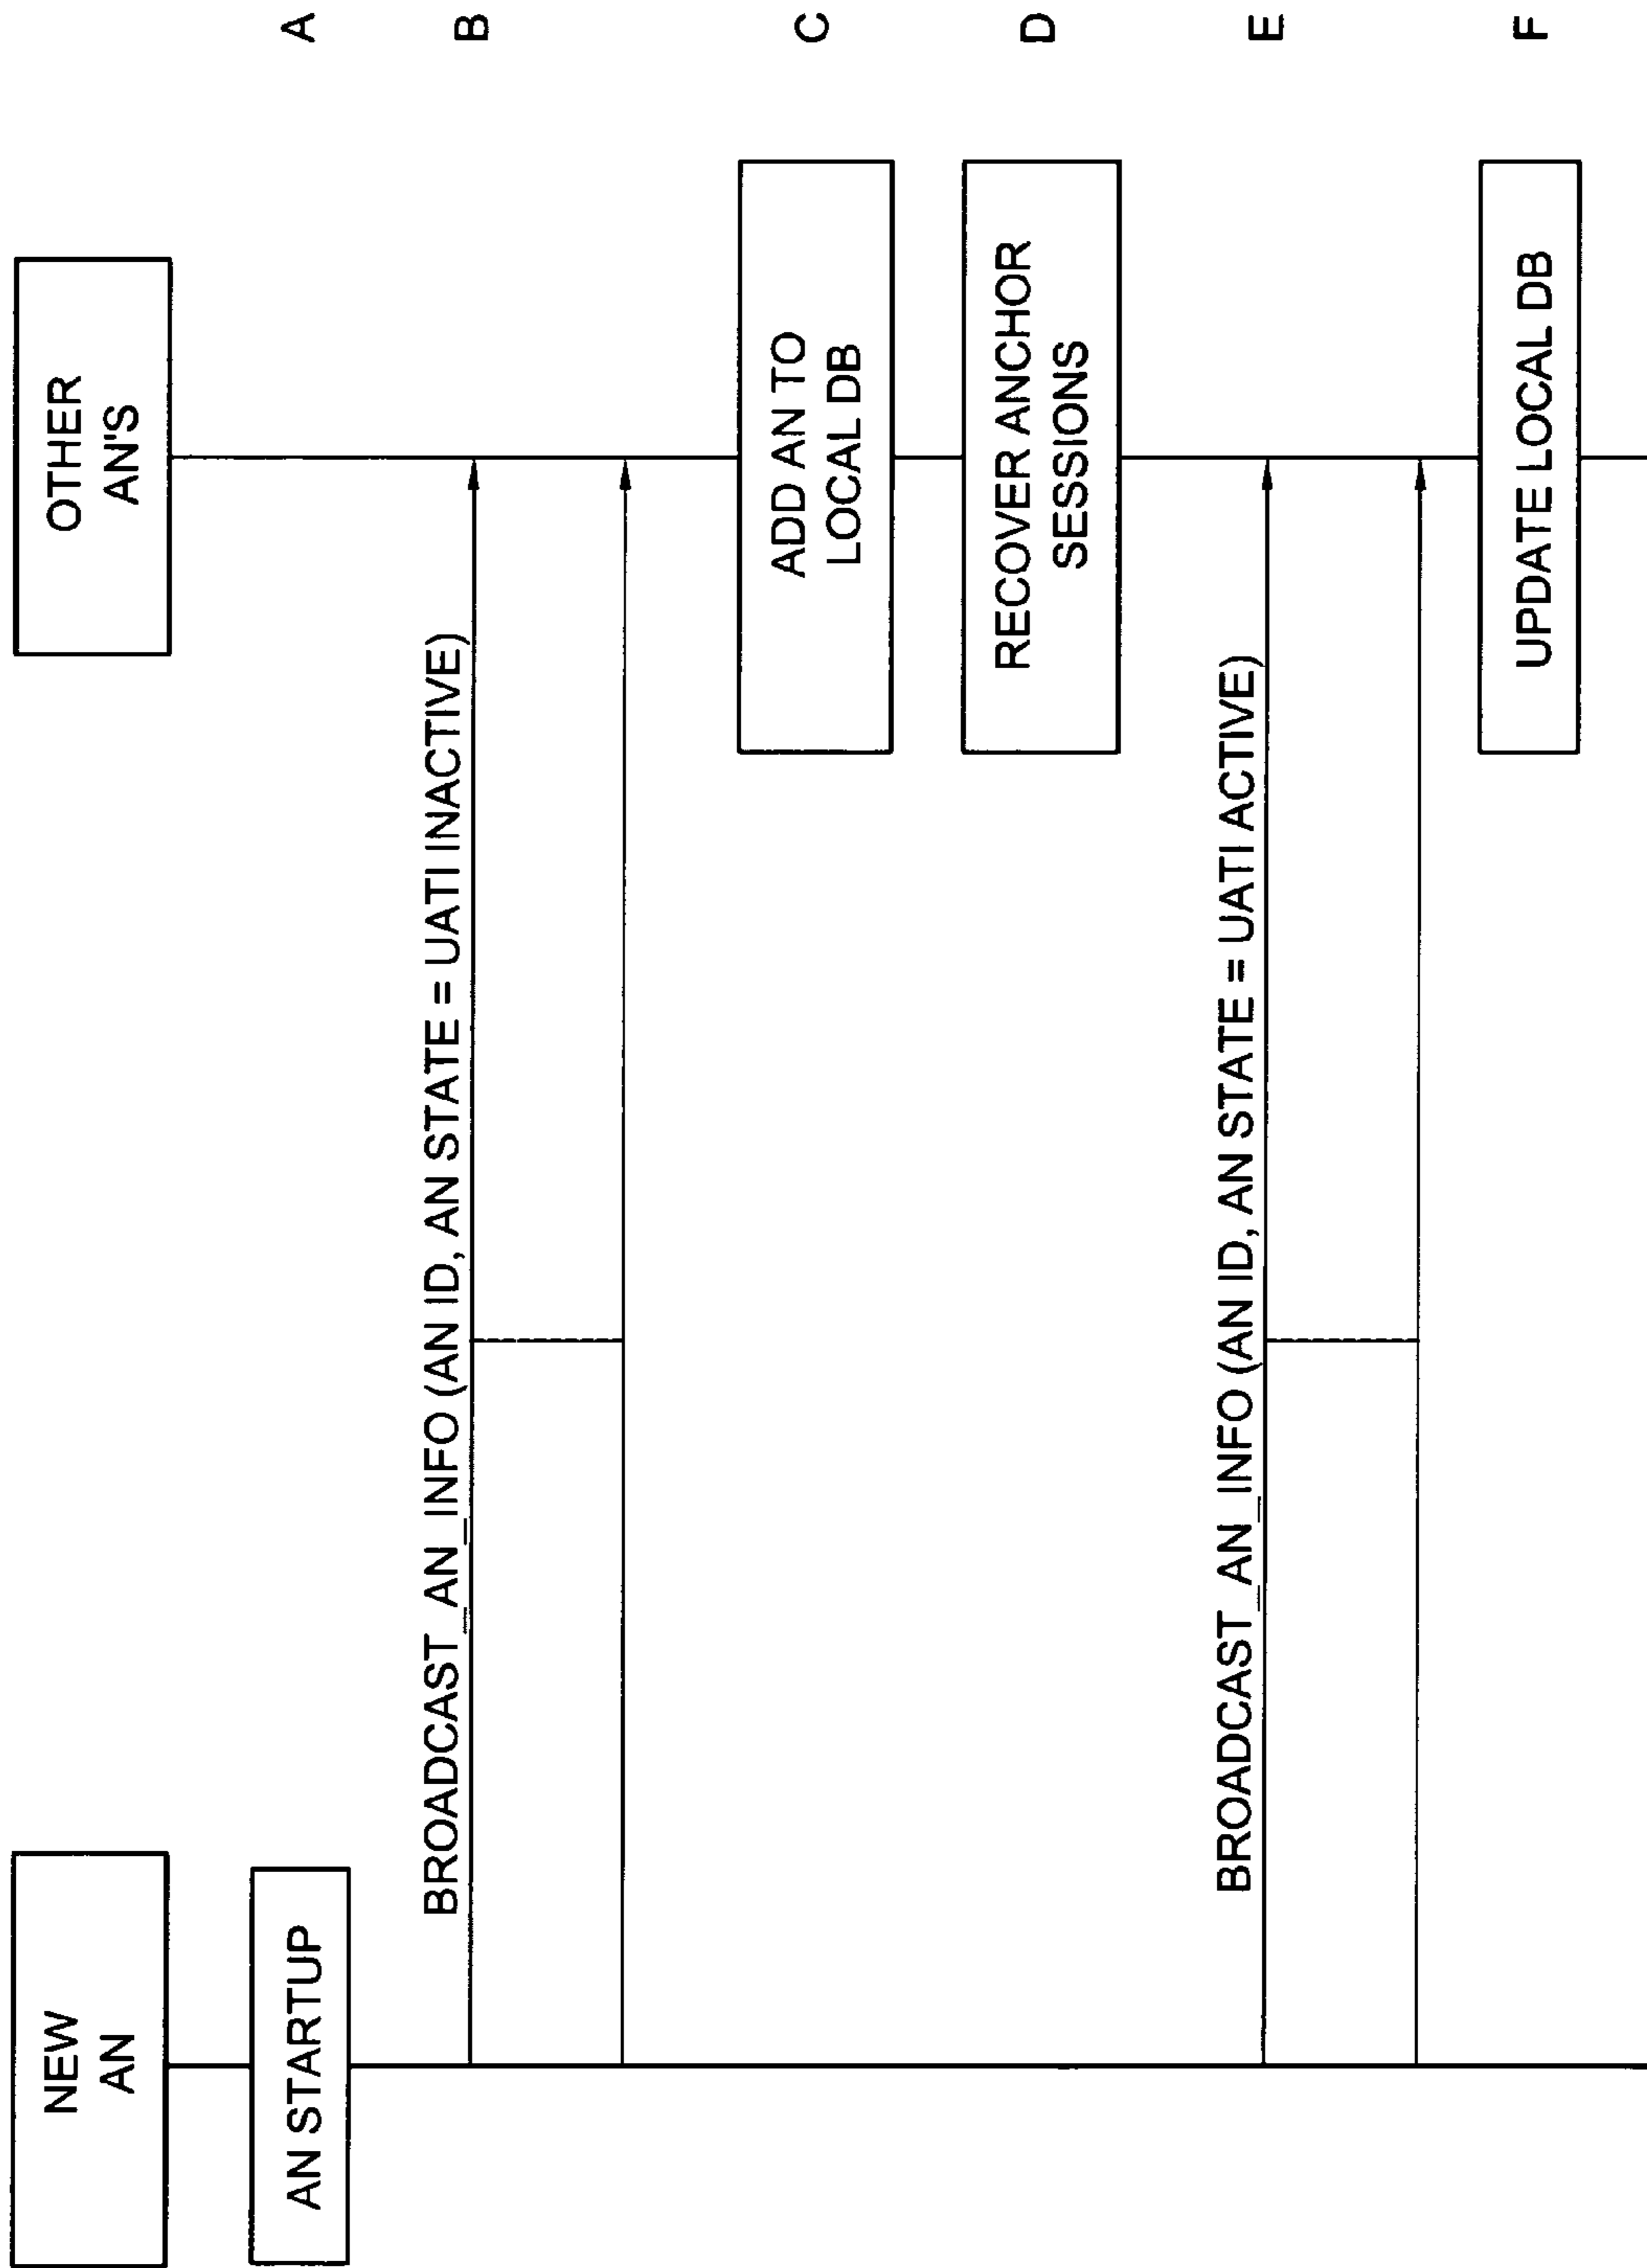 NEW
AN
OTHER
AN'S
AN STARTUP
A
BROADCAST_AN_INFO (AN ID, AN STATE = UATI INACTIVE)
B
ADD AN TO
LOCAL DB
C
RECOVER ANCHOR
SESSIONS
D
BROADCAST_AN_INFO (AN ID, AN STATE = UATI ACTIVE)
E
UPDATE LOCAL DB
F